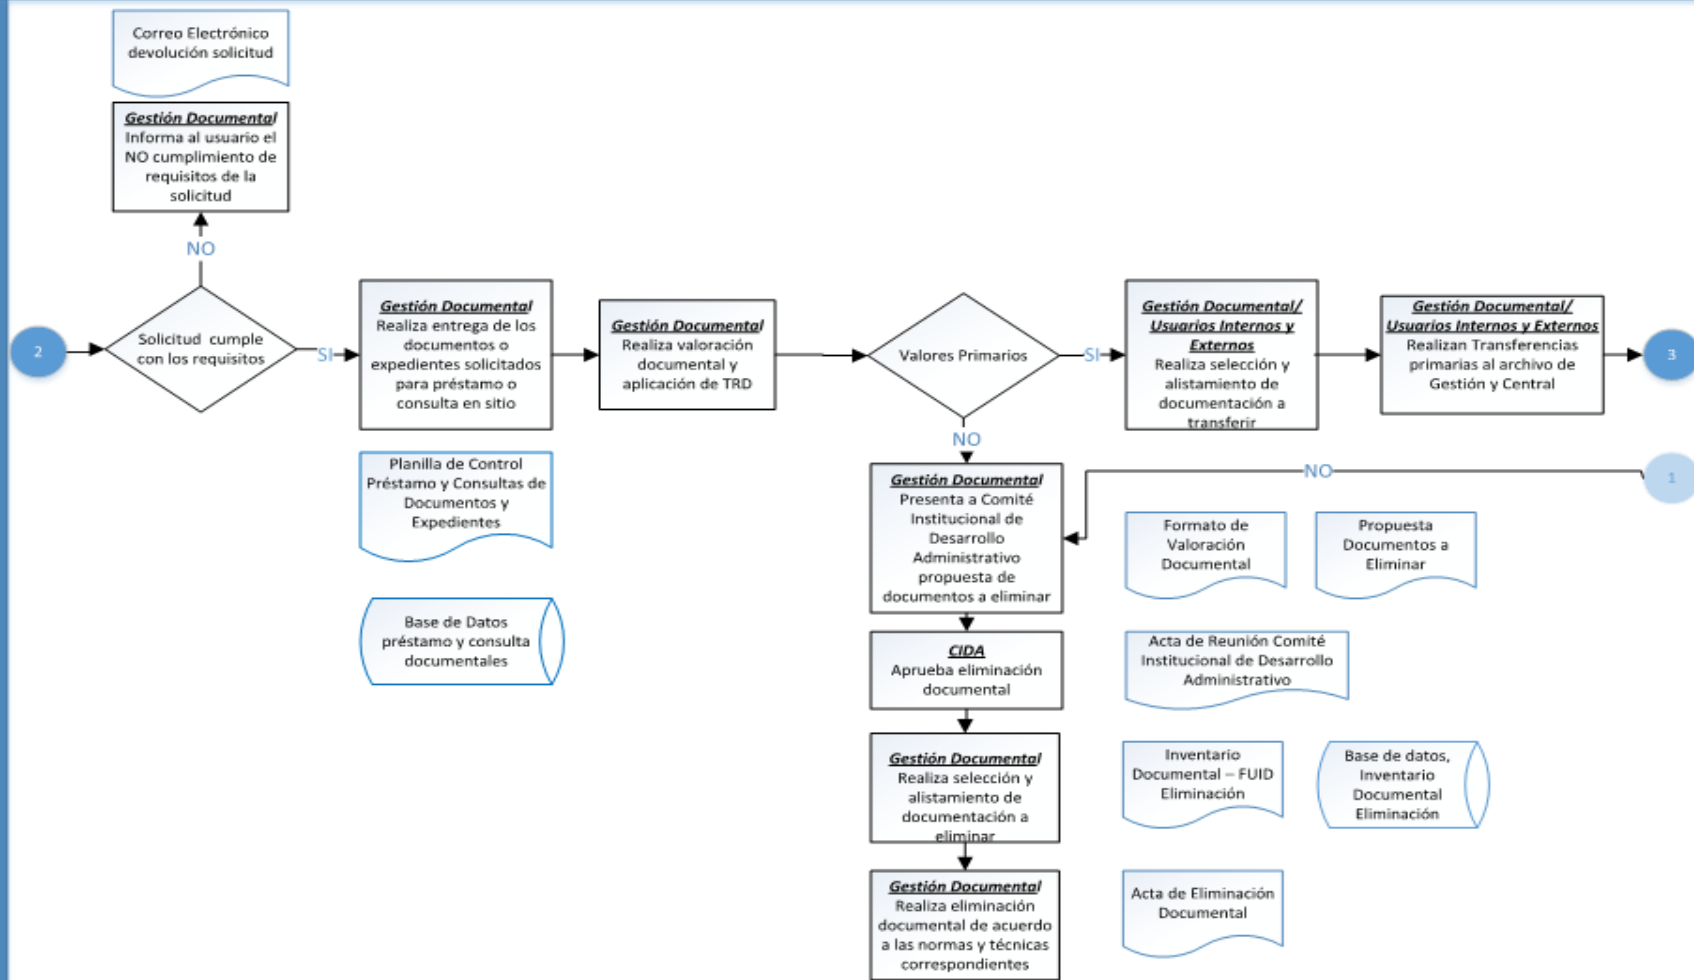 Correo Electrónico
devolución solicitud
Gestión Documental
Informa al usuario el
NO cumplimiento de
requisitos de la
solicitud
NO
2
Solicitud cumple
con los requisitos
SI
Gestión Documental
Realiza entrega de los
documentos o
expedientes solicitados
para préstamo o
consulta en sitio
Gestión Documental
Realiza valoración
documental y
aplicación de TRD
Valores Primarios
SI
Gestión Documental/
Usuarios Internos y
Externos
Realiza selección y
alistamiento de
documentación a
transferir
Gestión Documental/
Usuarios Internos y Externos
Realizan Transferencias
primarias al archivo de
Gestión y Central
3
Planilla de Control
Préstamo y Consultas de
Documentos y
Expedientes
Base de Datos
préstamo y consulta
documentales
NO
Gestión Documental
Presenta a Comité
Institucional de
Desarrollo
Administrativo
propuesta de
documentos a eliminar
NO
1
Formato de
Valoración
Documental
Propuesta
Documentos a
Eliminar
CIDA
Aprueba eliminación
documental
Acta de Reunión Comité
Institucional de Desarrollo
Administrativo
Gestión Documental
Realiza selección y
alistamiento de
documentación a
eliminar
Inventario
Documental – FUID
Eliminación
Base de datos,
Inventario
Documental
Eliminación
Gestión Documental
Realiza eliminación
documental de acuerdo
a las normas y técnicas
correspondientes
Acta de Eliminación
Documental